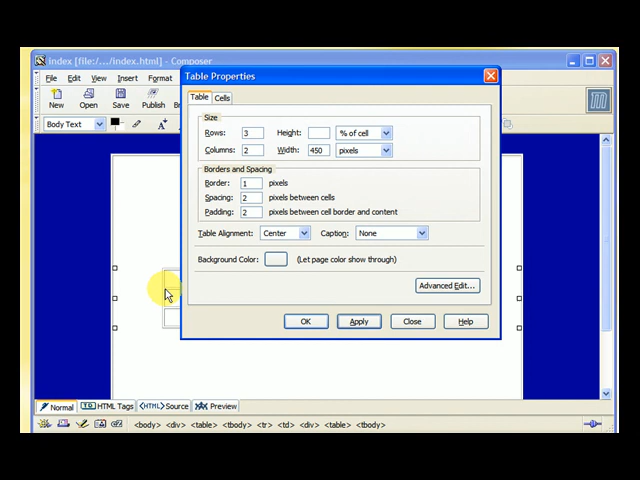 index [file:/.../index.html] - Composer
File Edit View Insert Format
New Open Save Publish
Body Text
Table Properties
Table Cells
Size
Rows: 3 Height: % of cell
Columns: 2 Width: 450 pixels
Borders and Spacing
Border: 1 pixels
Spacing: 2 pixels between cells
Padding: 2 pixels between cell border and content
Table Alignment: Center Caption: None
Background Color: (Let page color show through)
Advanced Edit...
OK Apply Close Help
Normal HTML Tags <HTML> Source Preview
<body> <div> <table> <tbody> <tr> <td> <div> <table> <tbody>